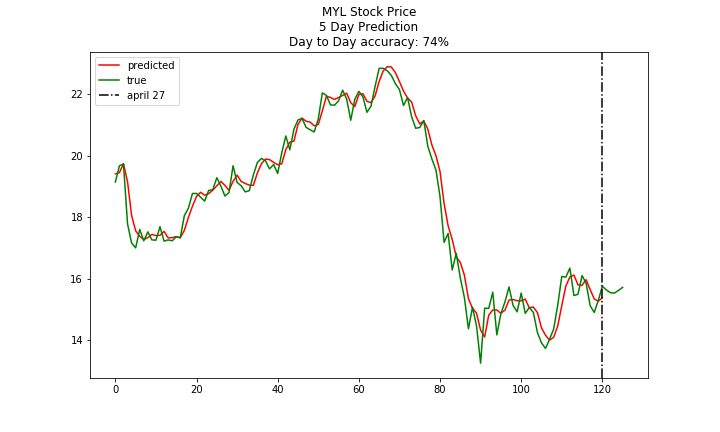 MYL Stock Price
5 Day Prediction
Day to Day accuracy: 74%
predicted
true
april 27
22
20
18
16
14
0
20
40
60
80
100
120